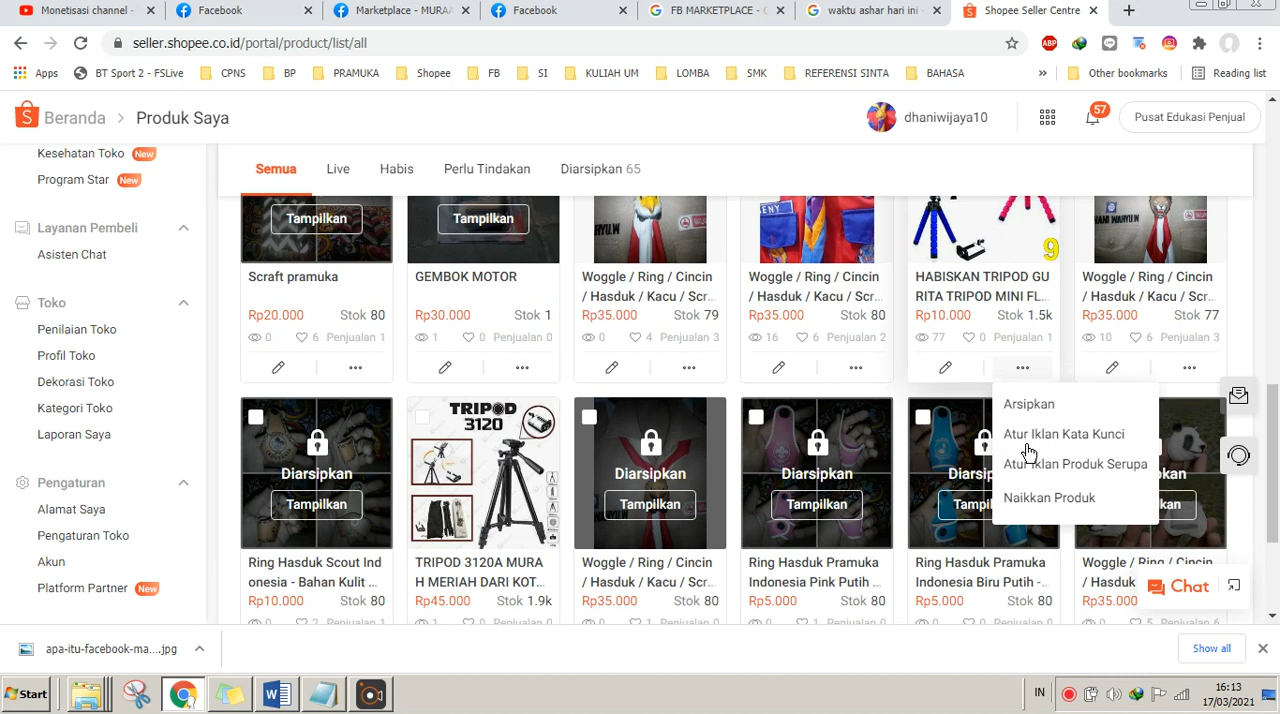 Monetisasi channel -
Facebook
Marketplace - MURA
Facebook
FB MARKETPLACE - G
waktu ashar hari ini -
Shopee Seller Centre
seller.shopee.co.id/portal/product/list/all
ABP
Apps
BT Sport 2 - FSLive
CPNS
BP
PRAMUKA
Shopee
FB
SI
KULIAH UM
LOMBA
SMK
REFERENSI SINTA
BAHASA
»
Other bookmarks
Reading list
Beranda > Produk Saya
dhaniwijaya10
57
Pusat Edukasi Penjual
Kesehatan Toko New
Program Star New
Layanan Pembeli
Asisten Chat
Toko
Penilaian Toko
Profil Toko
Dekorasi Toko
Kategori Toko
Laporan Saya
Pengaturan
Alamat Saya
Pengaturan Toko
Akun
Platform Partner New
Semua
Live
Habis
Perlu Tindakan
Diarsipkan 65
Tampilkan
Tampilkan
9
Scraft pramuka
Rp20.000 Stok 80
0 6 Penjualan 1
GEMBOK MOTOR
Rp30.000 Stok 1
1 0 Penjualan 0
Woggle / Ring / Cincin
/ Hasduk / Kacu / Scr...
Rp35.000 Stok 79
0 4 Penjualan 3
Woggle / Ring / Cincin
/ Hasduk / Kacu / Scr...
Rp35.000 Stok 80
16 6 Penjualan 2
HABISKAN TRIPOD GU
RITA TRIPOD MINI FL...
Rp10.000 Stok 1.5k
77 0 Penjualan 1
Woggle / Ring / Cincin
/ Hasduk / Kacu / Scr...
Rp35.000 Stok 77
10 6 Penjualan 3
Arsipkan
Atur Iklan Kata Kunci
Atur Iklan Produk Serupa
Naikkan Produk
Diarsipkan
Tampilkan
Ring Hasduk Scout Ind
onesia - Bahan Kulit ...
Rp10.000 Stok 80
0 2 Penjualan 1
TRIPOD
3120
TRIPOD 3120A MURA
H MERIAH DARI KOT...
Rp45.000 Stok 1.9k
Diarsipkan
Tampilkan
Woggle / Ring / Cincin
/ Hasduk / Kacu / Scr...
Rp35.000 Stok 80
Diarsipkan
Tampilkan
Ring Hasduk Pramuka
Indonesia Pink Putih ...
Rp5.000 Stok 80
Ring Hasduk Pramuka
Indonesia Biru Putih -...
Rp5.000 Stok 80
Woggle / Ring / Cincin
/ Hasduk
Rp35.000
Chat
apa-itu-facebook-ma....jpg
Show all
Start
IN
16:13
17/03/2021